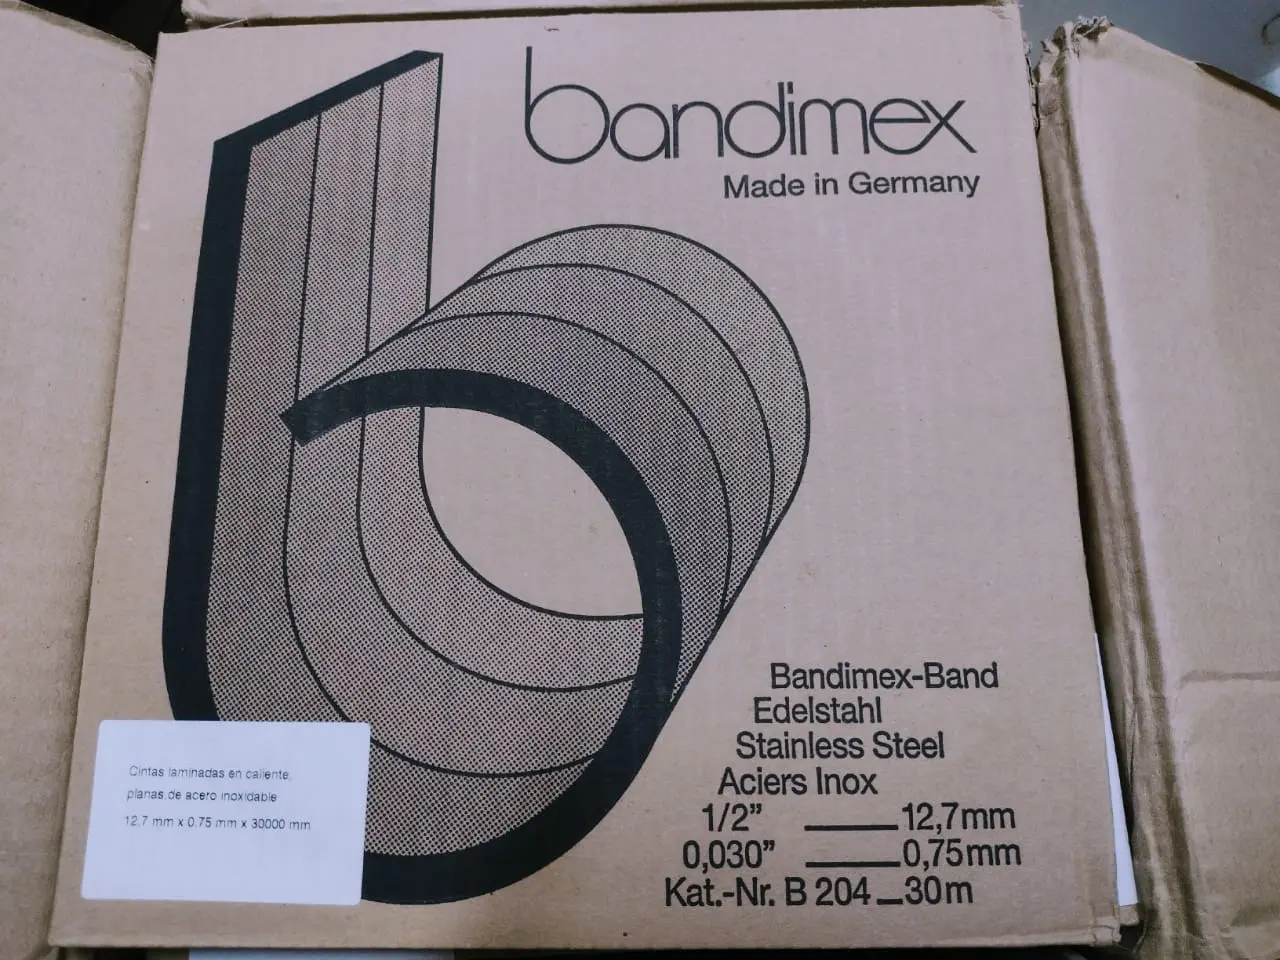 bandimex
Made in Germany
Bandimex-Band
Edelstahl
Stainless Steel
Aciers Inox
1/2” 12,7mm
0,030” 0,75mm
Kat.-Nr. B 204 30m
Cintas laminadas en caliente,
planas.de acero inoxidable
12,7 mm x 0.75 mm x 30000 mm